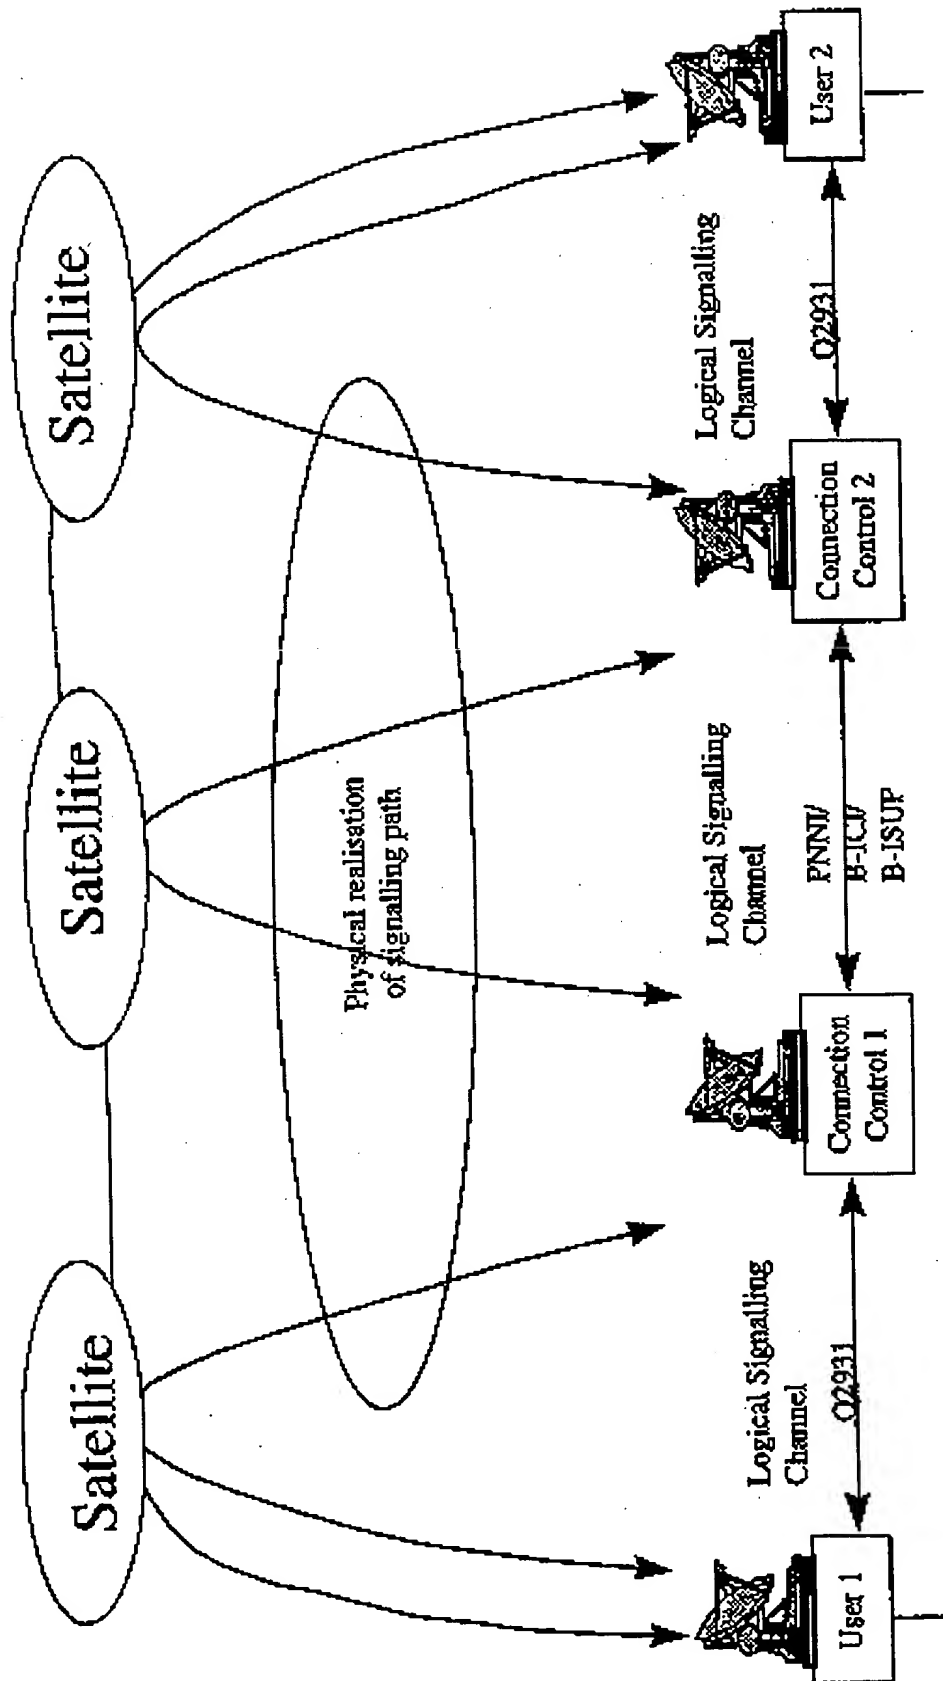 Satellite
Satellite
Satellite
Physical realisation
of signalling path
Logical Signalling
Channel
Logical Signalling
Channel
Logical Signalling
Channel
Q2931
PNNI/
B-ICI/
B-ISUP
Q2931
User 1
Connection
Control 1
Connection
Control 2
User 2